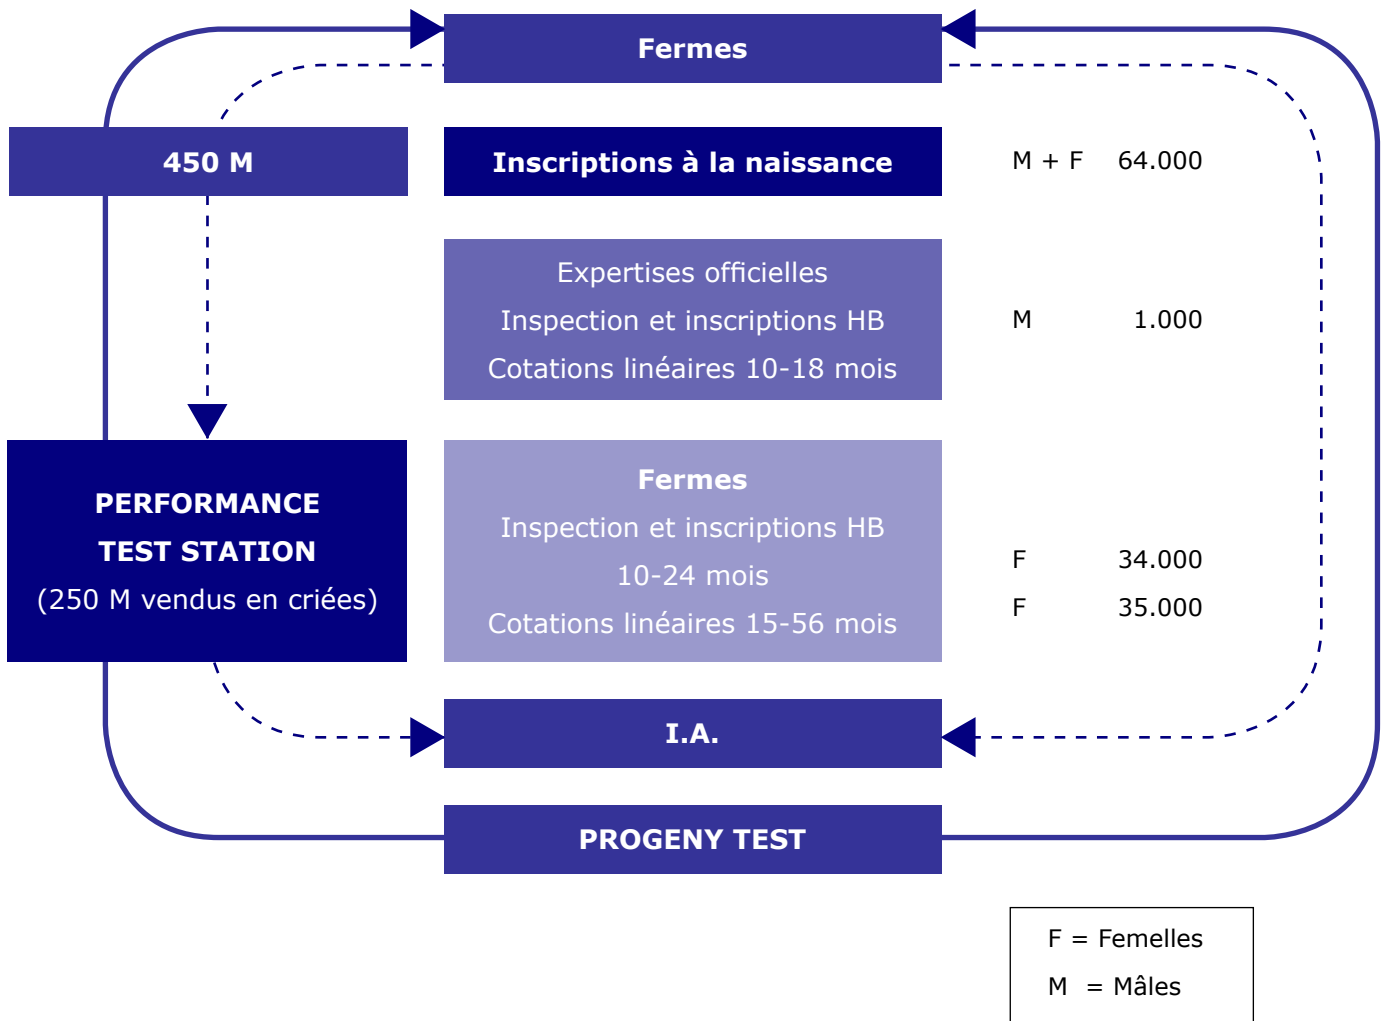 Fermes
450 M
Inscriptions à la naissance
M + F 64.000
Expertises officielles
Inspection et inscriptions HB
Cotations linéaires 10-18 mois
M 1.000
PERFORMANCE
TEST STATION
(250 M vendus en criées)
Fermes
Inspection et inscriptions HB
10-24 mois
Cotations linéaires 15-56 mois
F 34.000
F 35.000
I.A.
PROGENY TEST
F = Femelles
M = Mâles